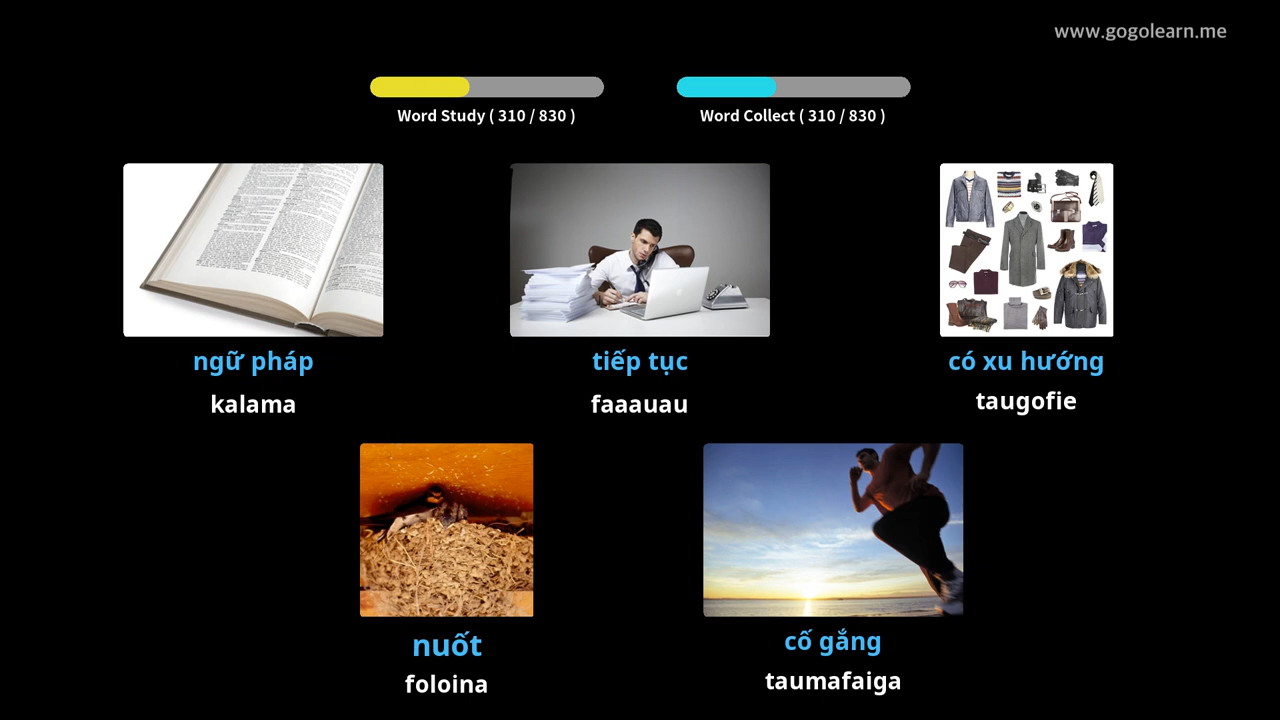 www.gogolearn.me
Word Study ( 310 / 830 )
Word Collect ( 310 / 830 )
ngữ pháp
kalama
tiếp tục
faaauau
có xu hướng
taugofie
nuốt
foloina
cố gắng
taumafaiga